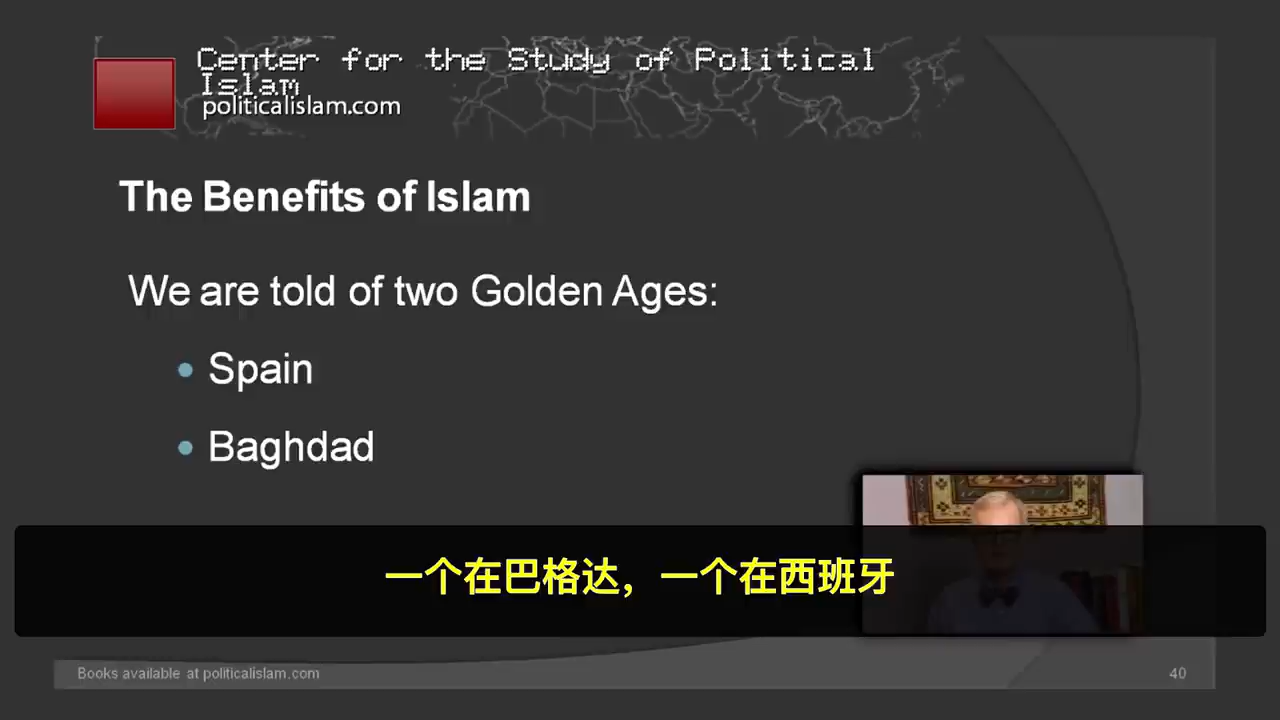 Center for the Study of Political
Islam
politicalislam.com
The Benefits of Islam
We are told of two Golden Ages:
Spain
Baghdad
一个在巴格达，一个在西班牙
Books available at politicalislam.com
40